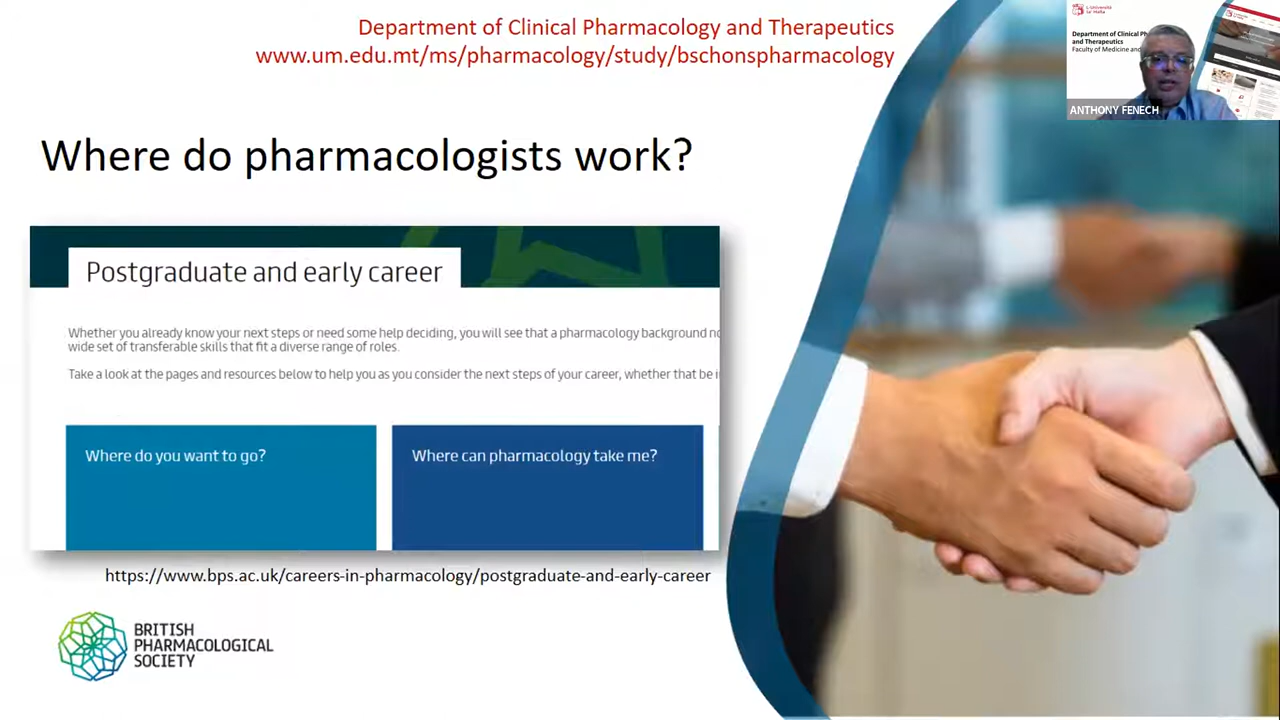 Department of Clinical Pharmacology and Therapeutics
www.um.edu.mt/ms/pharmacology/study/bschonspharmacology
L-Università
ta' Malta
Department of Clinical Ph
and Therapeutics
Faculty of Medicine and
ANTHONY FENECH
Where do pharmacologists work?
Postgraduate and early career
Whether you already know your next steps or need some help deciding, you will see that a pharmacology background
wide set of transferable skills that fit a diverse range of roles.
Take a look at the pages and resources below to help you as you consider the next steps of your career, whether that be
Where do you want to go?
Where can pharmacology take me?
https://www.bps.ac.uk/careers-in-pharmacology/postgraduate-and-early-career
BRITISH
PHARMACOLOGICAL
SOCIETY